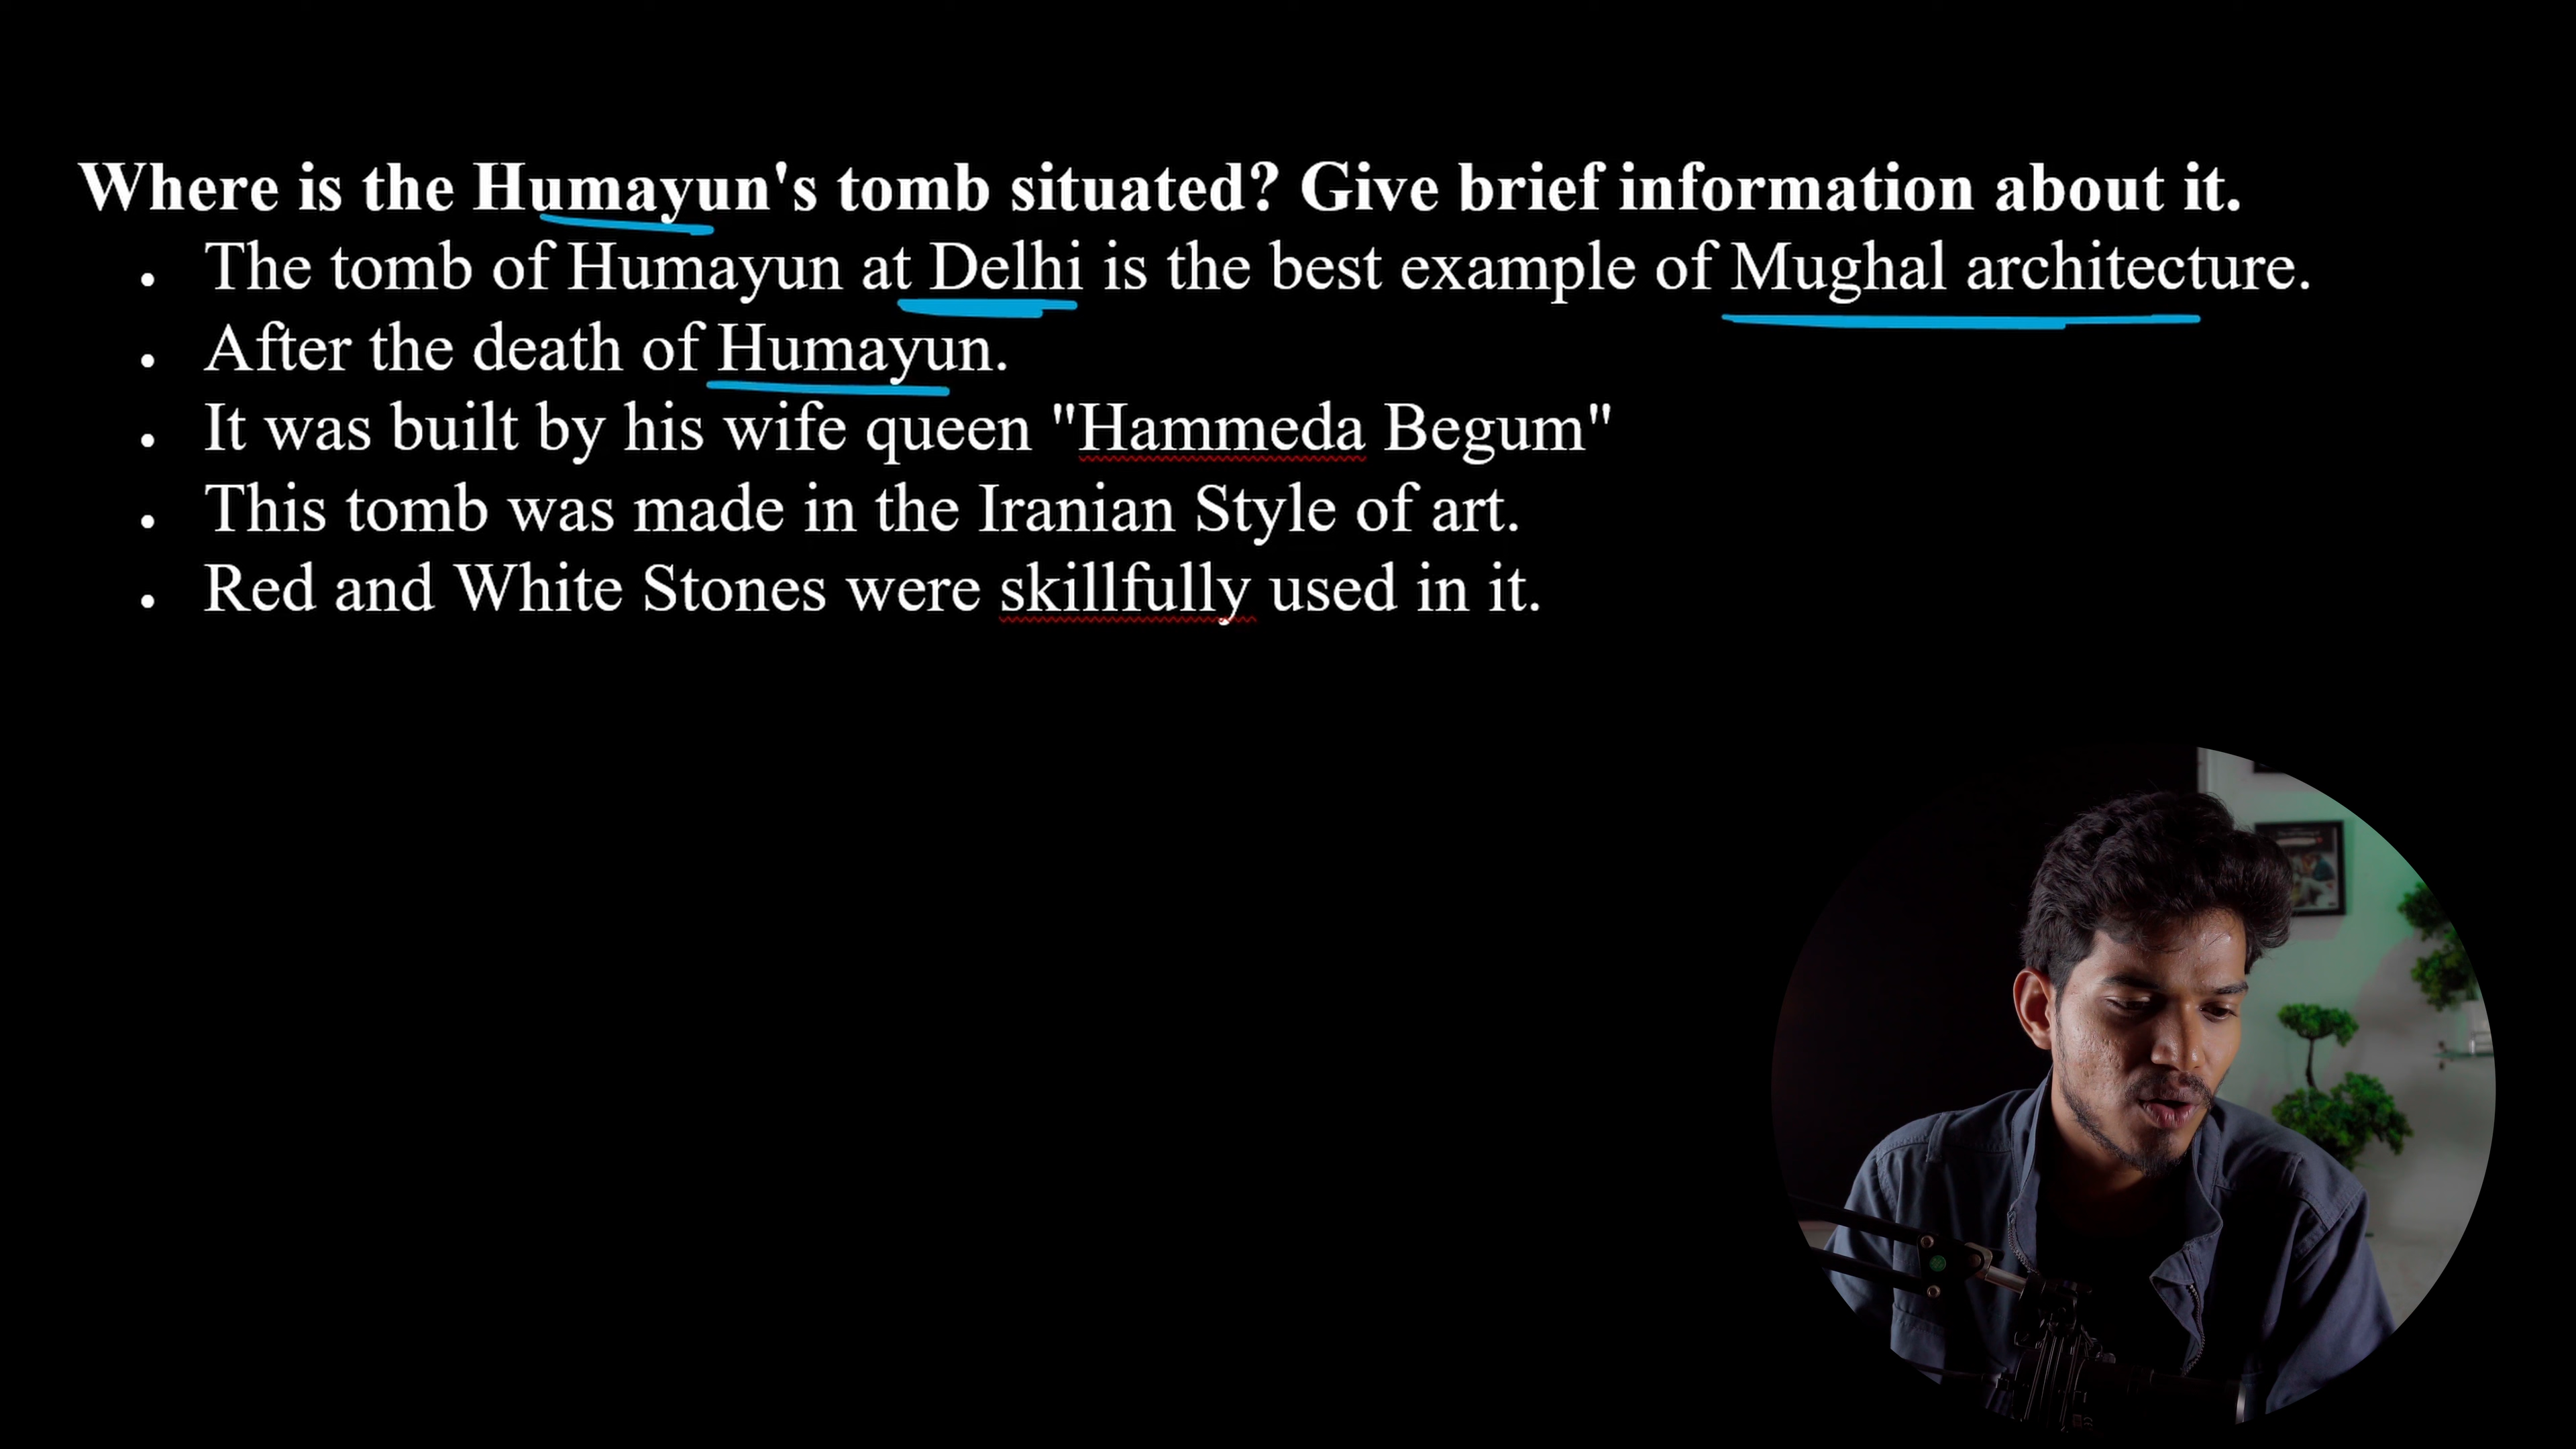 Where is the Humayun's tomb situated? Give brief information about it.
• The tomb of Humayun at Delhi is the best example of Mughal architecture.
• After the death of Humayun.
• It was built by his wife queen "Hammeda Begum"
• This tomb was made in the Iranian Style of art.
• Red and White Stones were skillfully used in it.